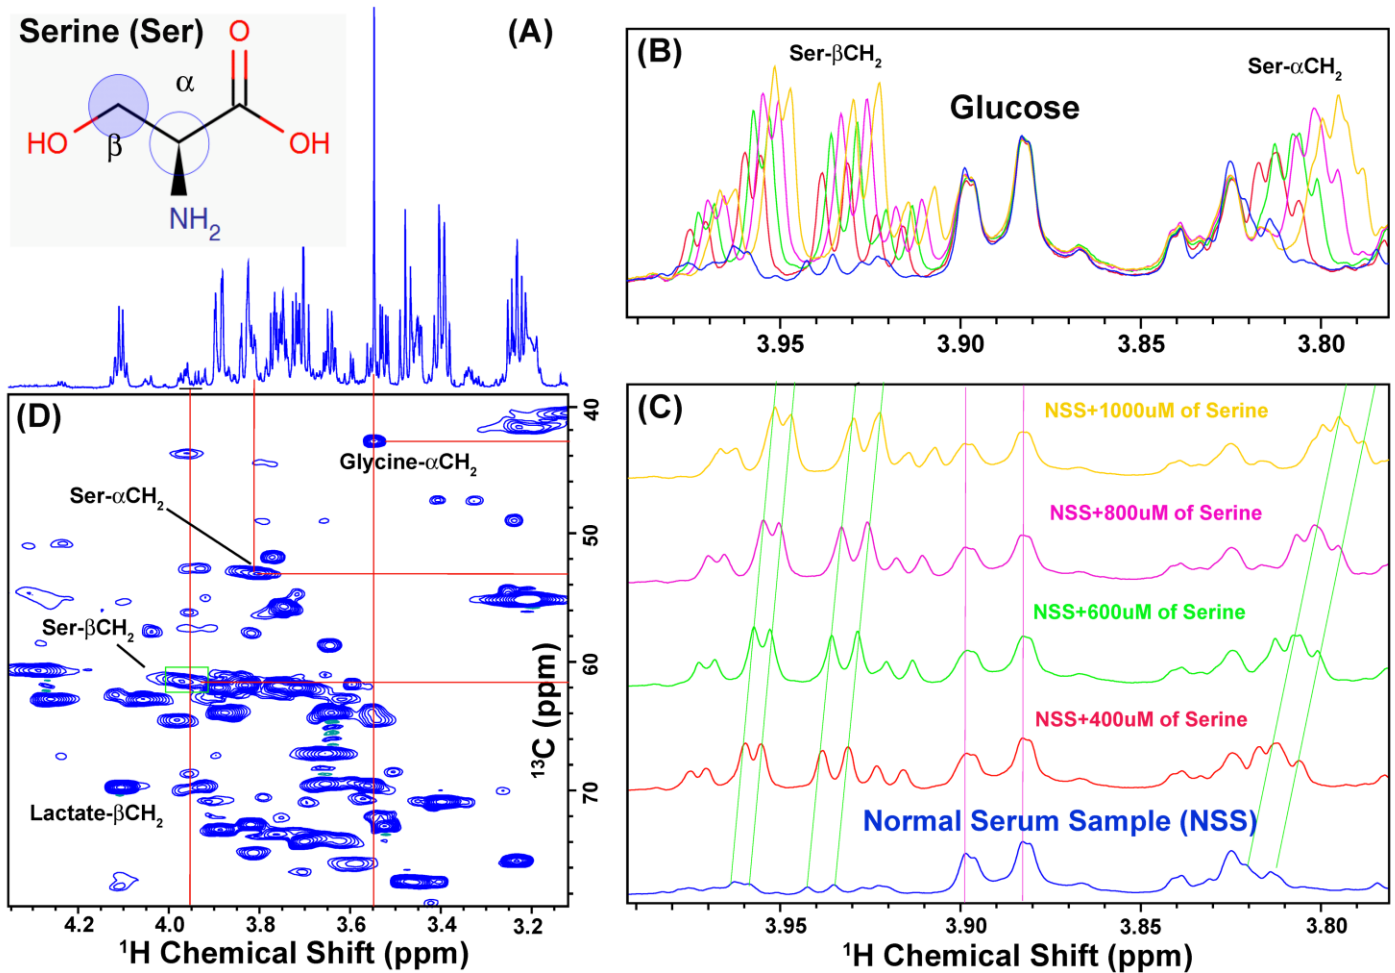 Serine (Ser)
(A)
O
α
HO
β
OH
NH2
(B)
Ser-βCH2
Glucose
Ser-αCH2
3.95
3.90
3.85
3.80
(D)
40
Glycine-αCH2
Ser-αCH2
50
Ser-βCH2
60
13C (ppm)
70
Lactate-βCH2
4.2
4.0
3.8
3.6
3.4
3.2
1H Chemical Shift (ppm)
(C)
NSS+1000uM of Serine
NSS+800uM of Serine
NSS+600uM of Serine
NSS+400uM of Serine
Normal Serum Sample (NSS)
3.95
3.90
3.85
3.80
1H Chemical Shift (ppm)